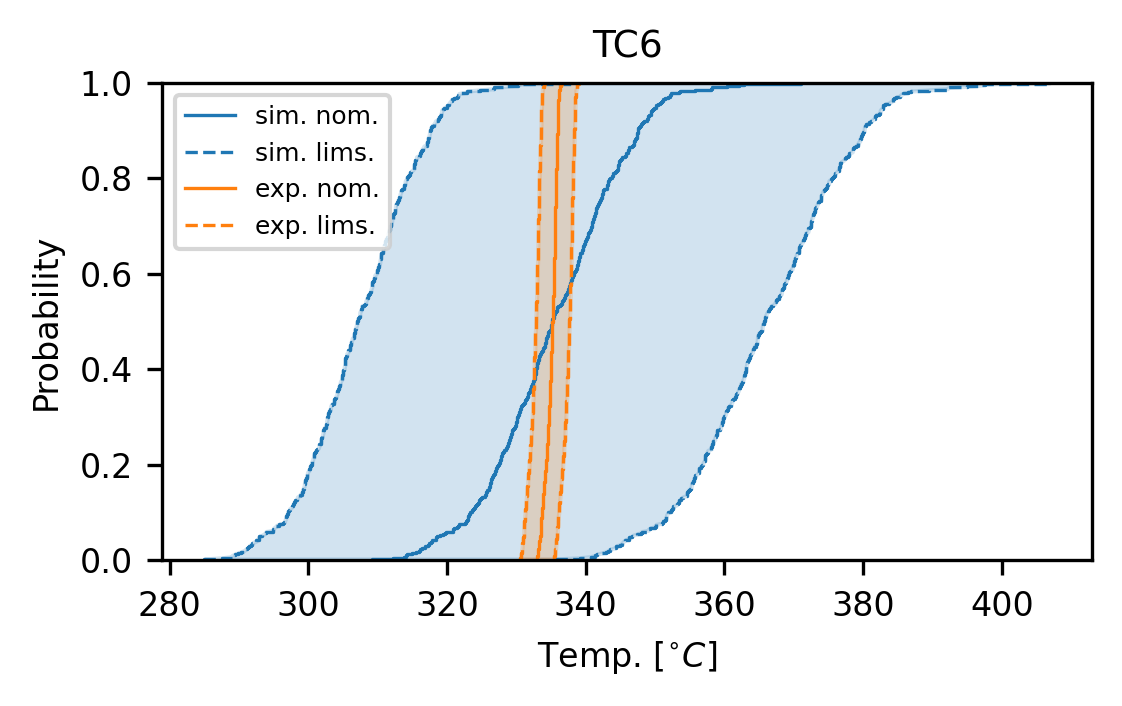 TC6
sim. nom.
sim. lims.
exp. nom.
exp. lims.
Probability
1.0
0.8
0.6
0.4
0.2
0.0
280 300 320 340 360 380 400
Temp. [°C]